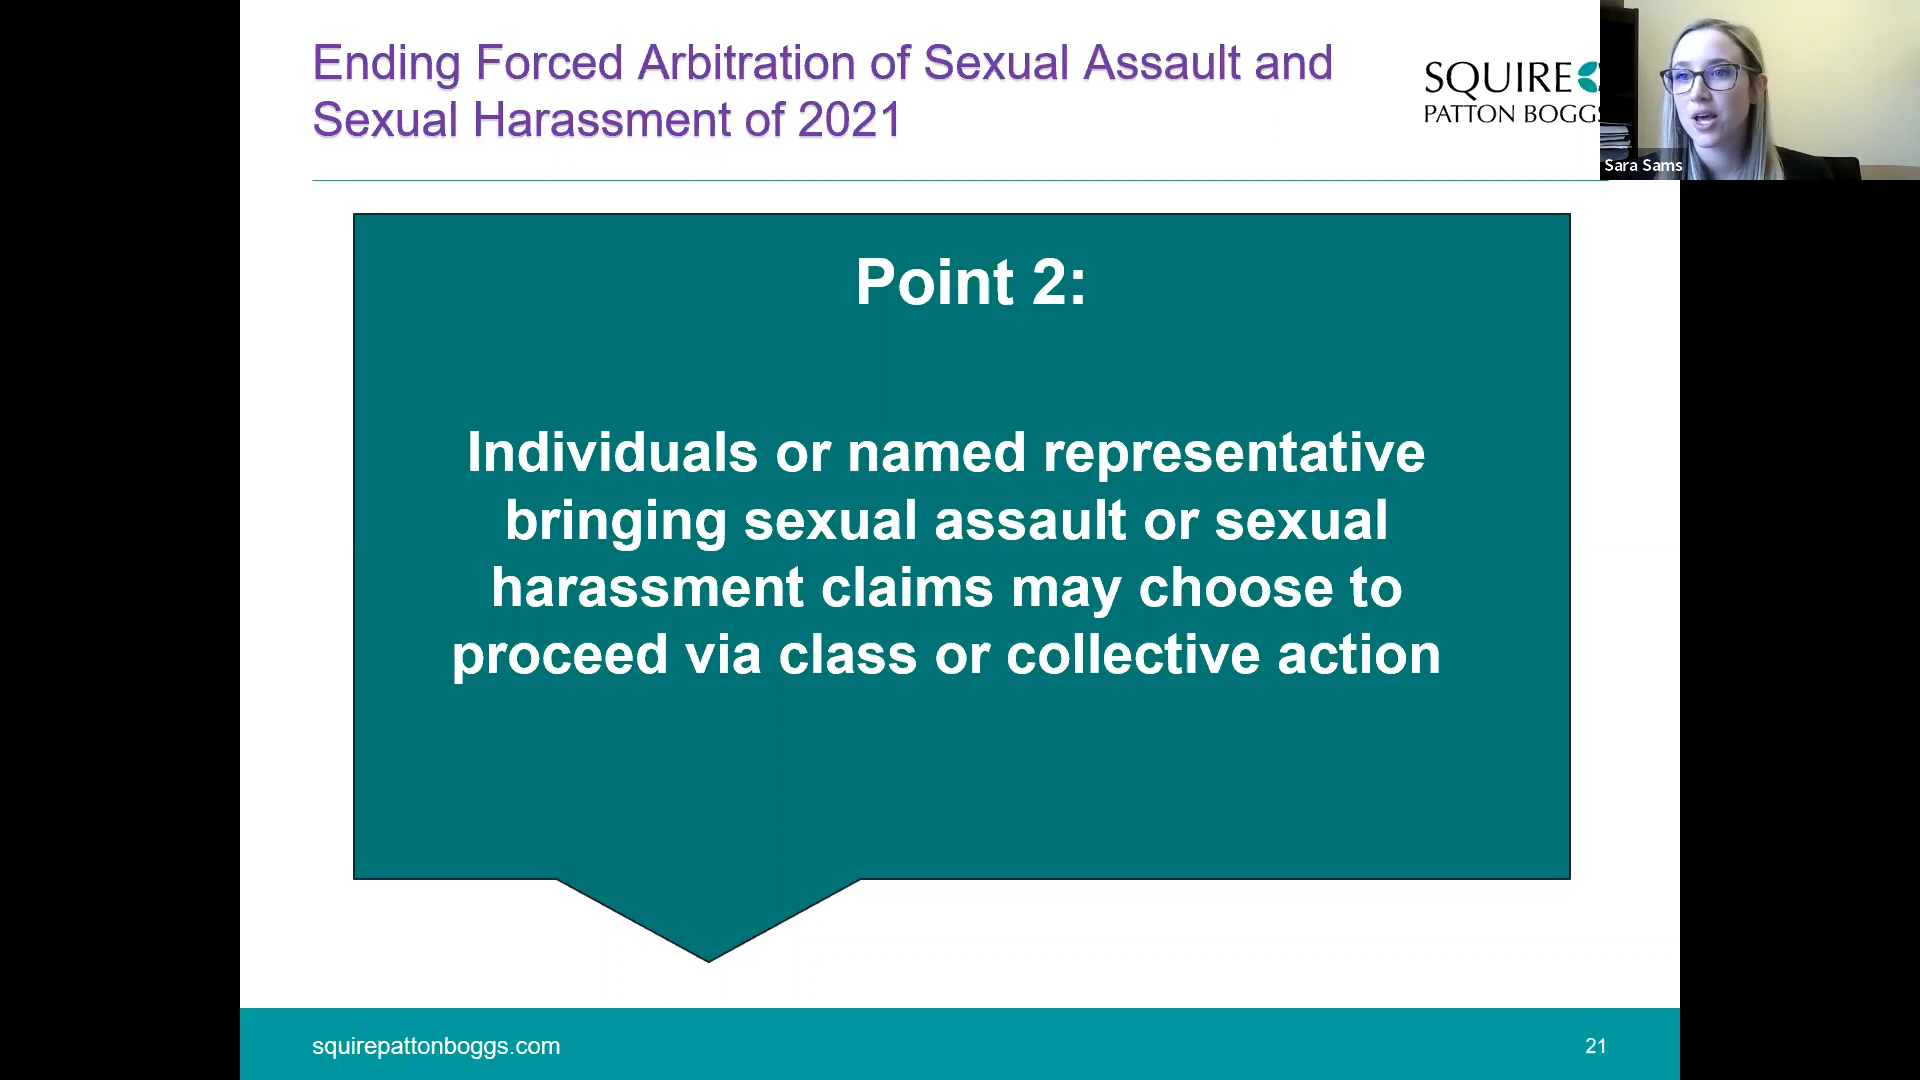 Ending Forced Arbitration of Sexual Assault and
Sexual Harassment of 2021
SQUIRE
PATTON BOGGS
Sara Sams
Point 2:
Individuals or named representative
bringing sexual assault or sexual
harassment claims may choose to
proceed via class or collective action
squirepattonboggs.com
21